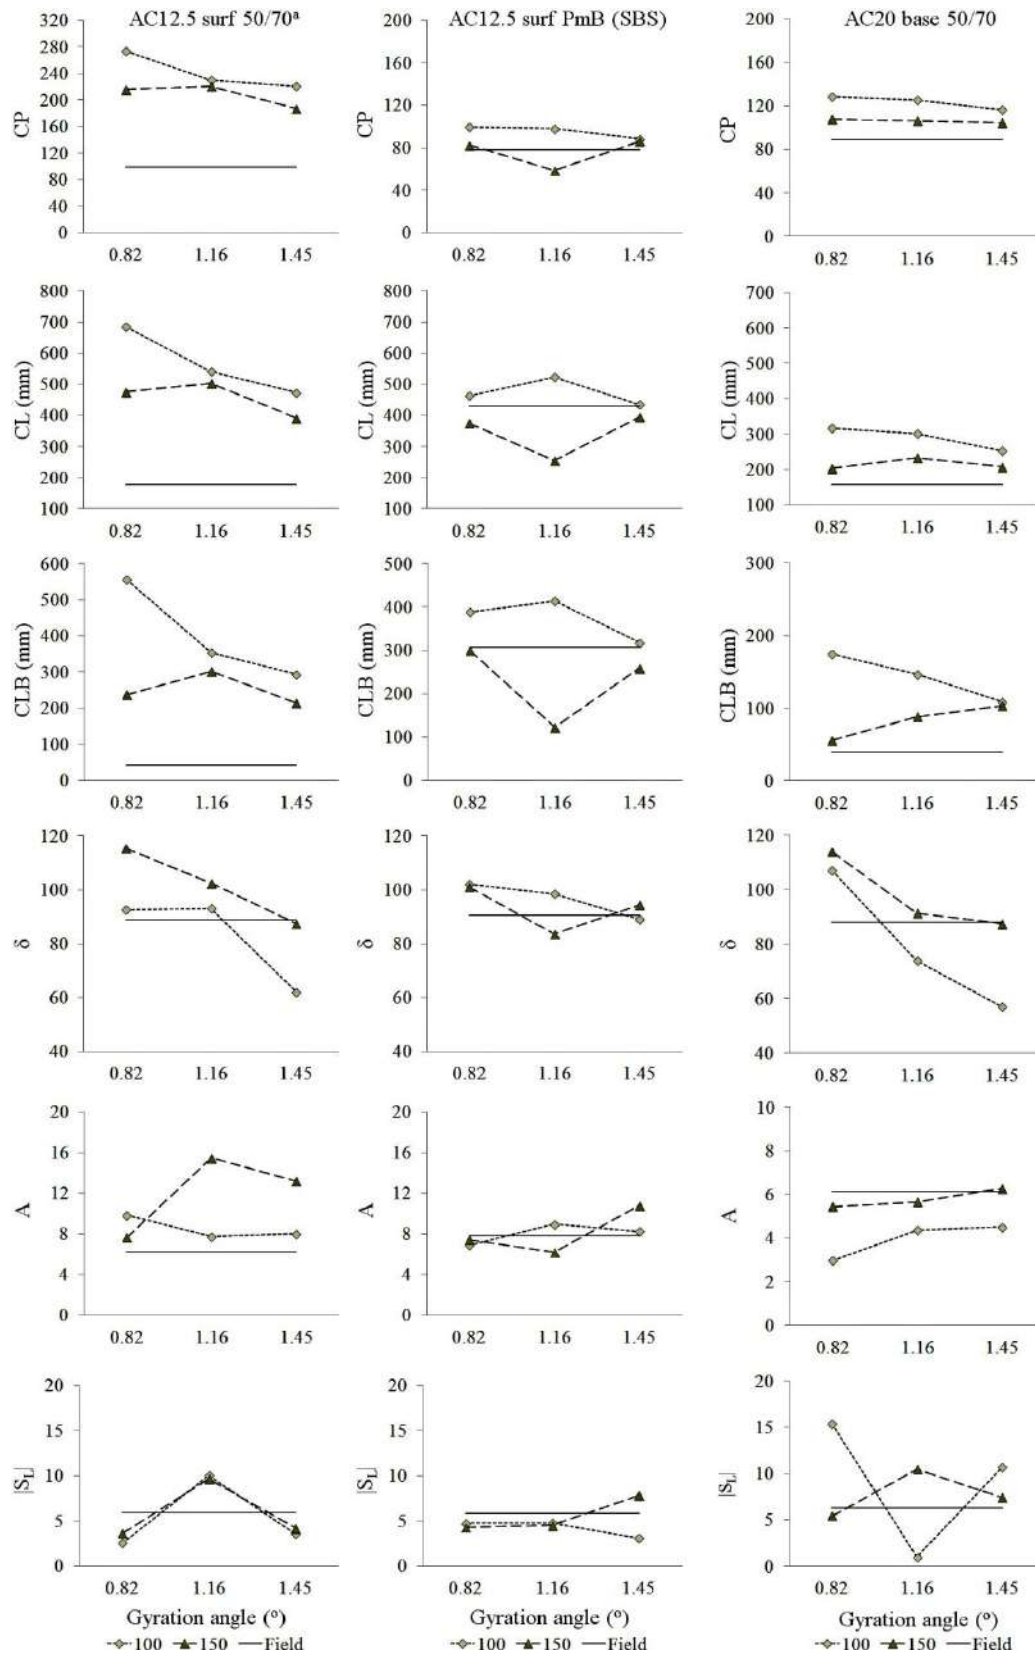 AC12.5 surf 50/70ª
AC12.5 surf PmB (SBS)
AC20 base 50/70
CP
320
280
240
200
160
120
80
40
0
0.82 1.16 1.45
CP
200
160
120
80
40
0
0.82 1.16 1.45
CP
200
160
120
80
40
0
0.82 1.16 1.45
CL (mm)
800
700
600
500
400
300
200
100
0.82 1.16 1.45
CL (mm)
800
700
600
500
400
300
200
100
0.82 1.16 1.45
CL (mm)
700
600
500
400
300
200
100
0.82 1.16 1.45
CLB (mm)
600
500
400
300
200
100
0
0.82 1.16 1.45
CLB (mm)
500
400
300
200
100
0
0.82 1.16 1.45
CLB (mm)
300
200
100
0
0.82 1.16 1.45
δ
120
100
80
60
40
0.82 1.16 1.45
δ
120
100
80
60
40
0.82 1.16 1.45
δ
120
100
80
60
40
0.82 1.16 1.45
A
20
16
12
8
4
0
0.82 1.16 1.45
A
20
16
12
8
4
0
0.82 1.16 1.45
A
10
8
6
4
2
0
0.82 1.16 1.45
|S_L|
20
15
10
5
0
0.82 1.16 1.45
Gyration angle (º)
100 150 Field
|S_L|
20
15
10
5
0
0.82 1.16 1.45
Gyration angle (º)
100 150 Field
|S_L|
20
15
10
5
0
0.82 1.16 1.45
Gyration angle (º)
100 150 Field